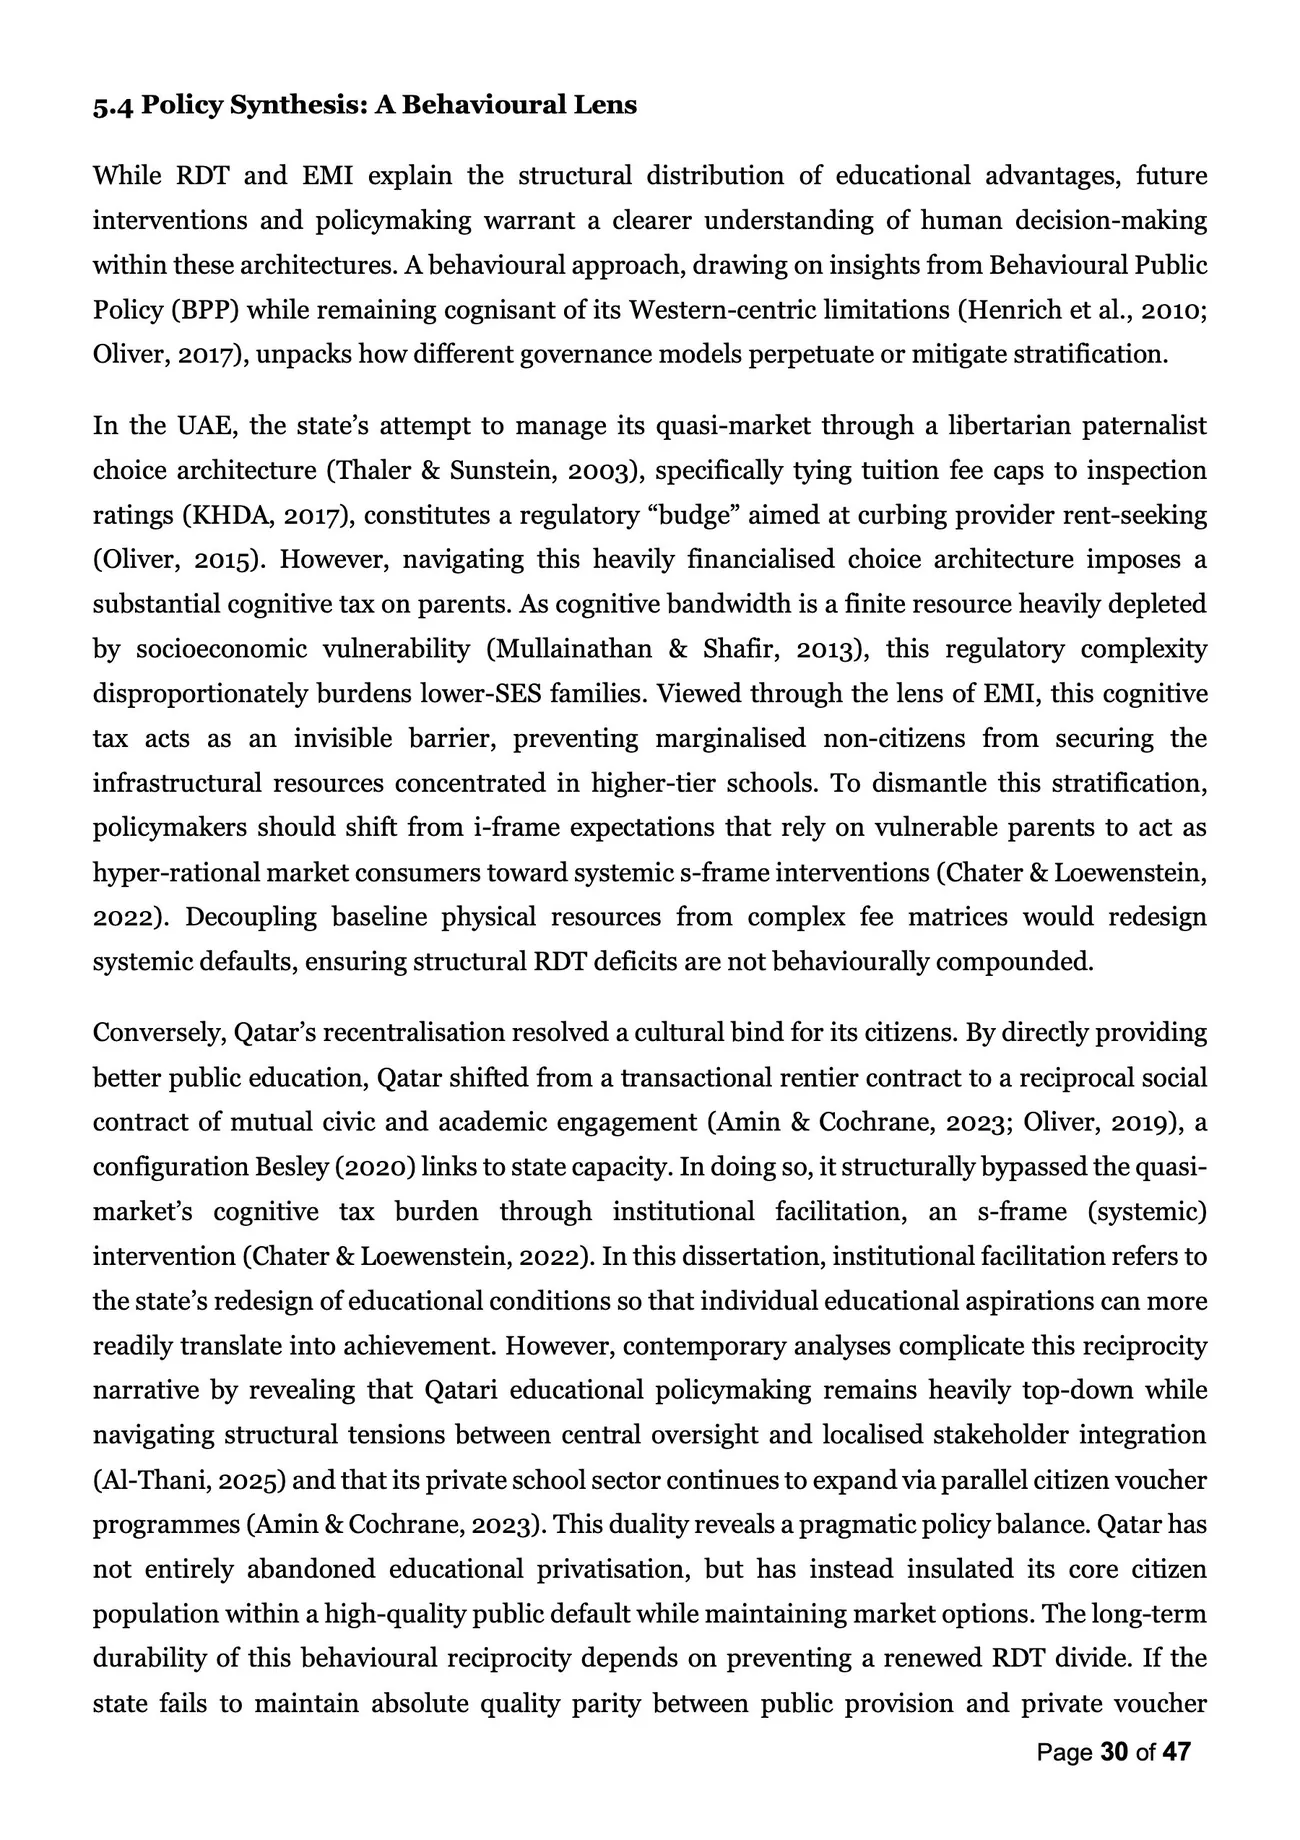 5.4 Policy Synthesis: A Behavioural Lens
While RDT and EMI explain the structural distribution of educational advantages, future
interventions and policymaking warrant a clearer understanding of human decision-making
within these architectures. A behavioural approach, drawing on insights from Behavioural Public
Policy (BPP) while remaining cognisant of its Western-centric limitations (Henrich et al., 2010;
Oliver, 2017), unpacks how different governance models perpetuate or mitigate stratification.
In the UAE, the state’s attempt to manage its quasi-market through a libertarian paternalist
choice architecture (Thaler & Sunstein, 2003), specifically tying tuition fee caps to inspection
ratings (KHDA, 2017), constitutes a regulatory “budge” aimed at curbing provider rent-seeking
(Oliver, 2015). However, navigating this heavily financialised choice architecture imposes a
substantial cognitive tax on parents. As cognitive bandwidth is a finite resource heavily depleted
by socioeconomic vulnerability (Mullainathan & Shafir, 2013), this regulatory complexity
disproportionately burdens lower-SES families. Viewed through the lens of EMI, this cognitive
tax acts as an invisible barrier, preventing marginalised non-citizens from securing the
infrastructural resources concentrated in higher-tier schools. To dismantle this stratification,
policymakers should shift from i-frame expectations that rely on vulnerable parents to act as
hyper-rational market consumers toward systemic s-frame interventions (Chater & Loewenstein,
2022). Decoupling baseline physical resources from complex fee matrices would redesign
systemic defaults, ensuring structural RDT deficits are not behaviourally compounded.
Conversely, Qatar’s recentralisation resolved a cultural bind for its citizens. By directly providing
better public education, Qatar shifted from a transactional rentier contract to a reciprocal social
contract of mutual civic and academic engagement (Amin & Cochrane, 2023; Oliver, 2019), a
configuration Besley (2020) links to state capacity. In doing so, it structurally bypassed the quasi-
market’s cognitive tax burden through institutional facilitation, an s-frame (systemic)
intervention (Chater & Loewenstein, 2022). In this dissertation, institutional facilitation refers to
the state’s redesign of educational conditions so that individual educational aspirations can more
readily translate into achievement. However, contemporary analyses complicate this reciprocity
narrative by revealing that Qatari educational policymaking remains heavily top-down while
navigating structural tensions between central oversight and localised stakeholder integration
(Al-Thani, 2025) and that its private school sector continues to expand via parallel citizen voucher
programmes (Amin & Cochrane, 2023). This duality reveals a pragmatic policy balance. Qatar has
not entirely abandoned educational privatisation, but has instead insulated its core citizen
population within a high-quality public default while maintaining market options. The long-term
durability of this behavioural reciprocity depends on preventing a renewed RDT divide. If the
state fails to maintain absolute quality parity between public provision and private voucher
Page 30 of 47